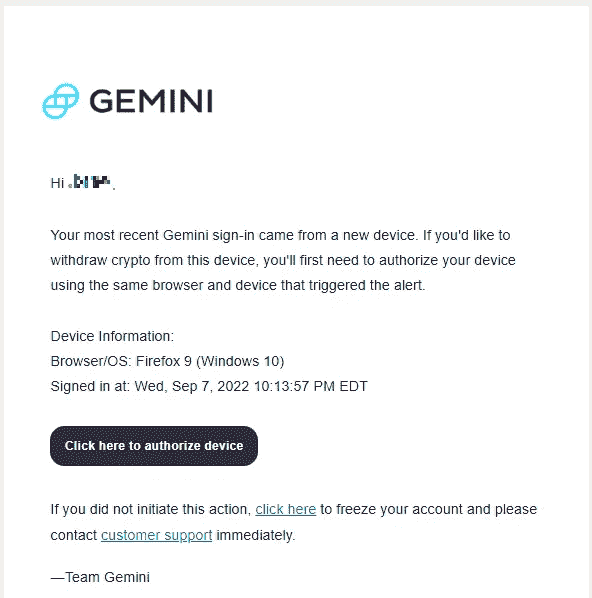 GEMINI
Hi
Your most recent Gemini sign-in came from a new device. If you'd like to
withdraw crypto from this device, you'll first need to authorize your device
using the same browser and device that triggered the alert.
Device Information:
Browser/OS: Firefox 9 (Windows 10)
Signed in at: Wed, Sep 7, 2022 10:13:57 PM EDT
Click here to authorize device
If you did not initiate this action, click here to freeze your account and please
contact customer support immediately.
—Team Gemini